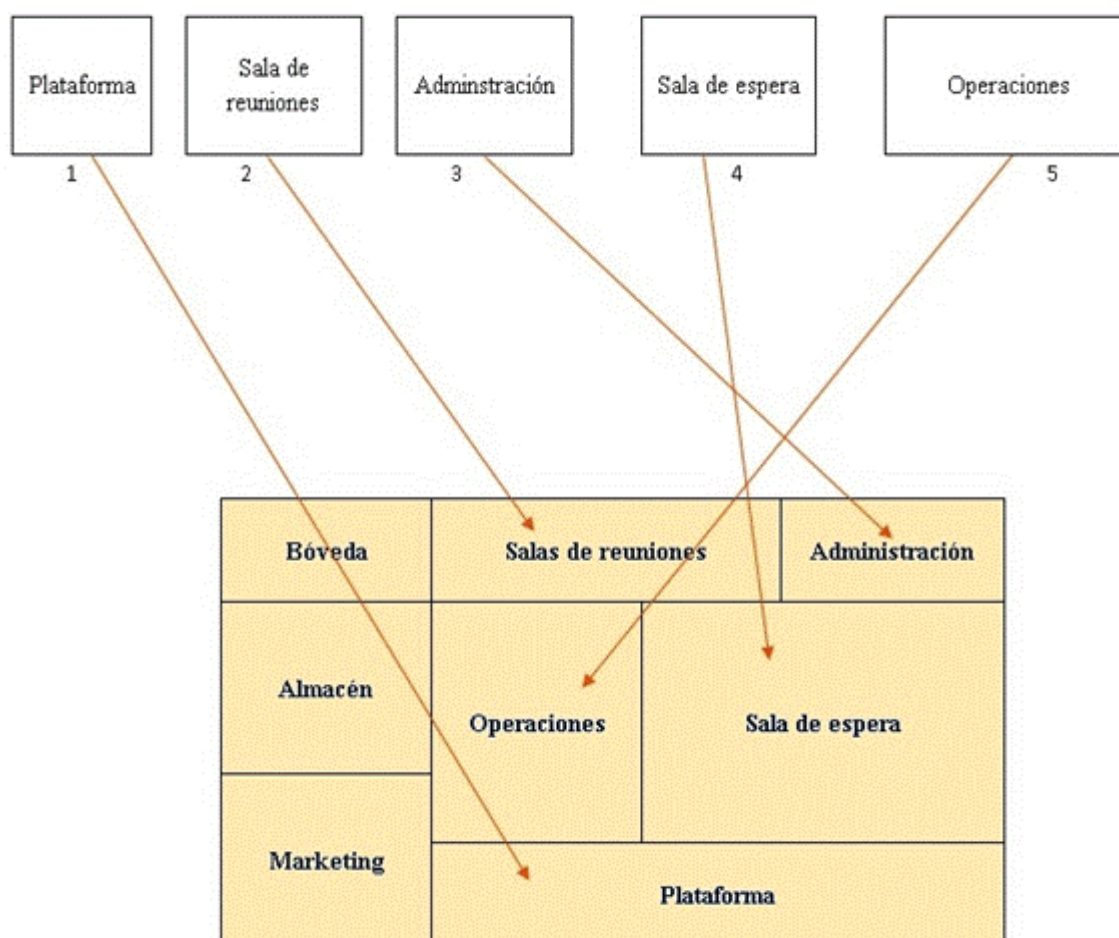 Plataforma
Sala de
reuniones
Adminstración
Sala de espera
Operaciones
1
2
3
4
5
Bóveda
Salas de reuniones
Administración
Almacén
Operaciones
Sala de espera
Marketing
Plataforma